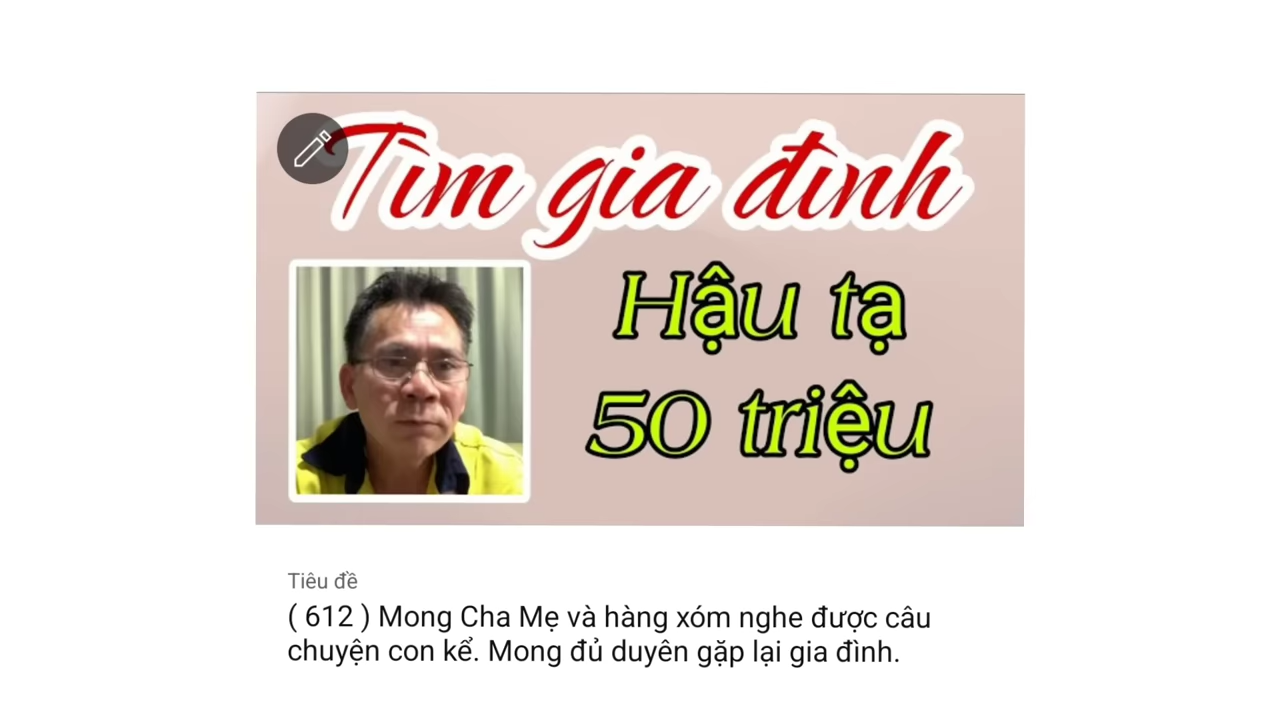 Tìm gia đình
Hậu tạ
50 triệu
Tiêu đề
( 612 ) Mong Cha Mẹ và hàng xóm nghe được câu
chuyện con kể. Mong đủ duyên gặp lại gia đình.